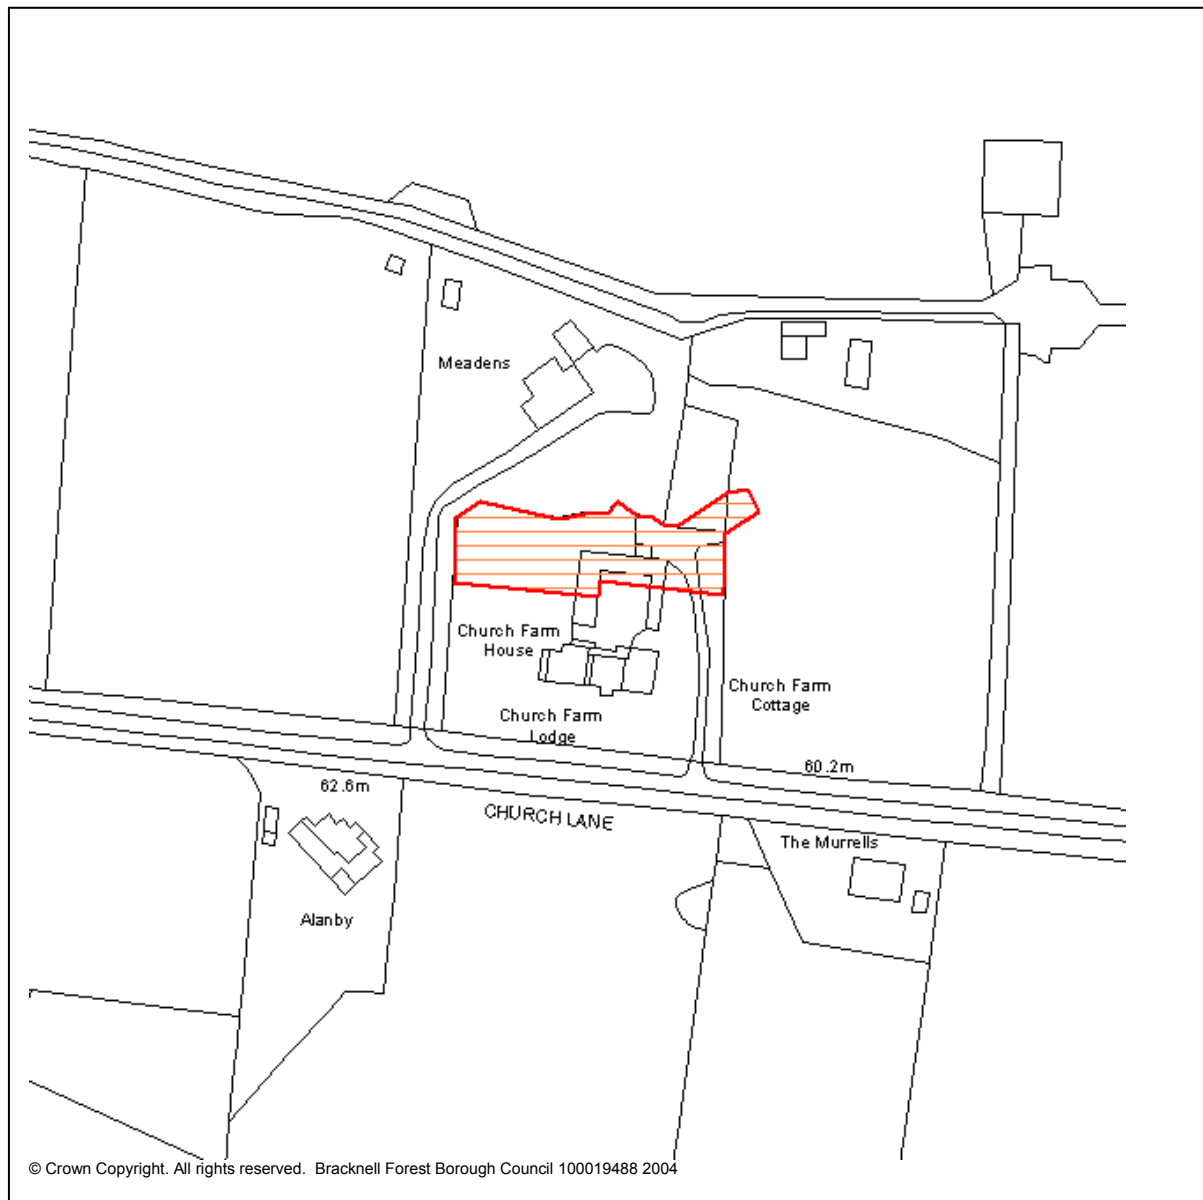 Meadens
Church Farm
House
Church Farm
Cottage
Church Farm
Lodge
60.2m
62.6m
CHURCH LANE
The Murrells
Alanby
© Crown Copyright. All rights reserved. Bracknell Forest Borough Council 100019488 2004